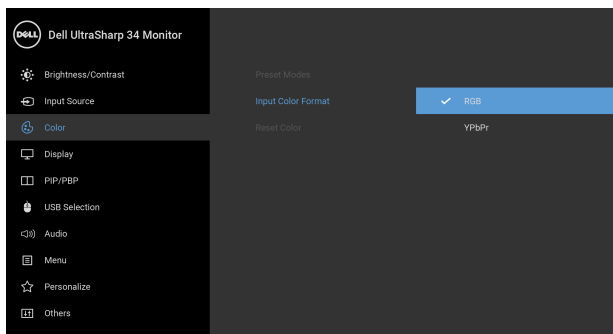 DELL Dell UltraSharp 34 Monitor
Brightness/Contrast
Preset Modes
Input Source
Input Color Format
RGB
Color
Reset Color
YPbPr
Display
PIP/PBP
USB Selection
Audio
Menu
Personalize
Others